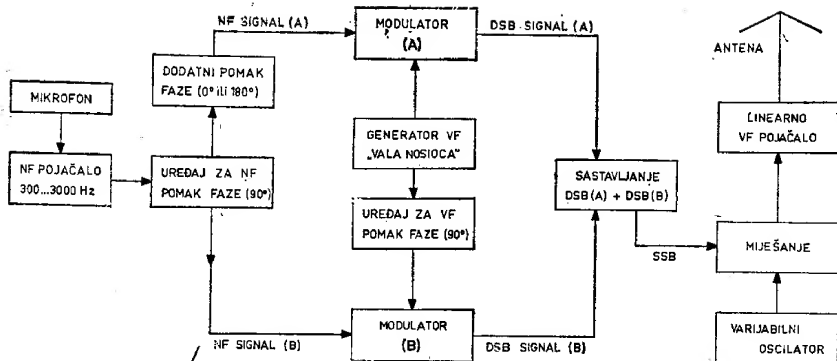 NF SIGNAL (A)
MODULATOR
(A)
DSB SIGNAL (A)
ANTENA
DODATNI POMAK
FAZE (0° ili 180°)
MIKROFON
NF POJAČALO
300...3000 Hz
UREĐAJ ZA NF
POMAK FAZE (90°)
GENERATOR VF
„VALA NOSIOCA"
UREĐAJ ZA VF
POMAK FAZE (90°)
SASTAVLJANJE
DSB(A) + DSB(B)
LINEARNO
VF POJAČALO
SSB
MIJEŠANJE
NF SIGNAL (B)
MODULATOR
(B)
DSB SIGNAL (B)
VARIJABILNI
OSCILATOR